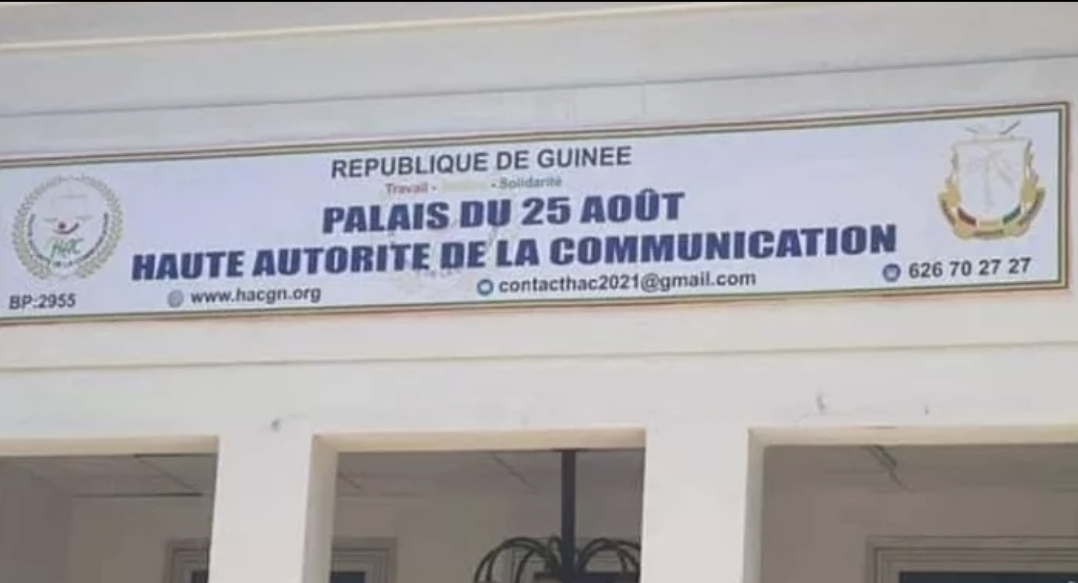 REPUBLIQUE DE GUINEE
Travail - - Solidarité
PALAIS DU 25 AOÛT
HAUTE AUTORITE DE LA COMMUNICATION
HAC
BP:2955
www.hacgn.org
contacthac2021@gmail.com
626 70 27 27